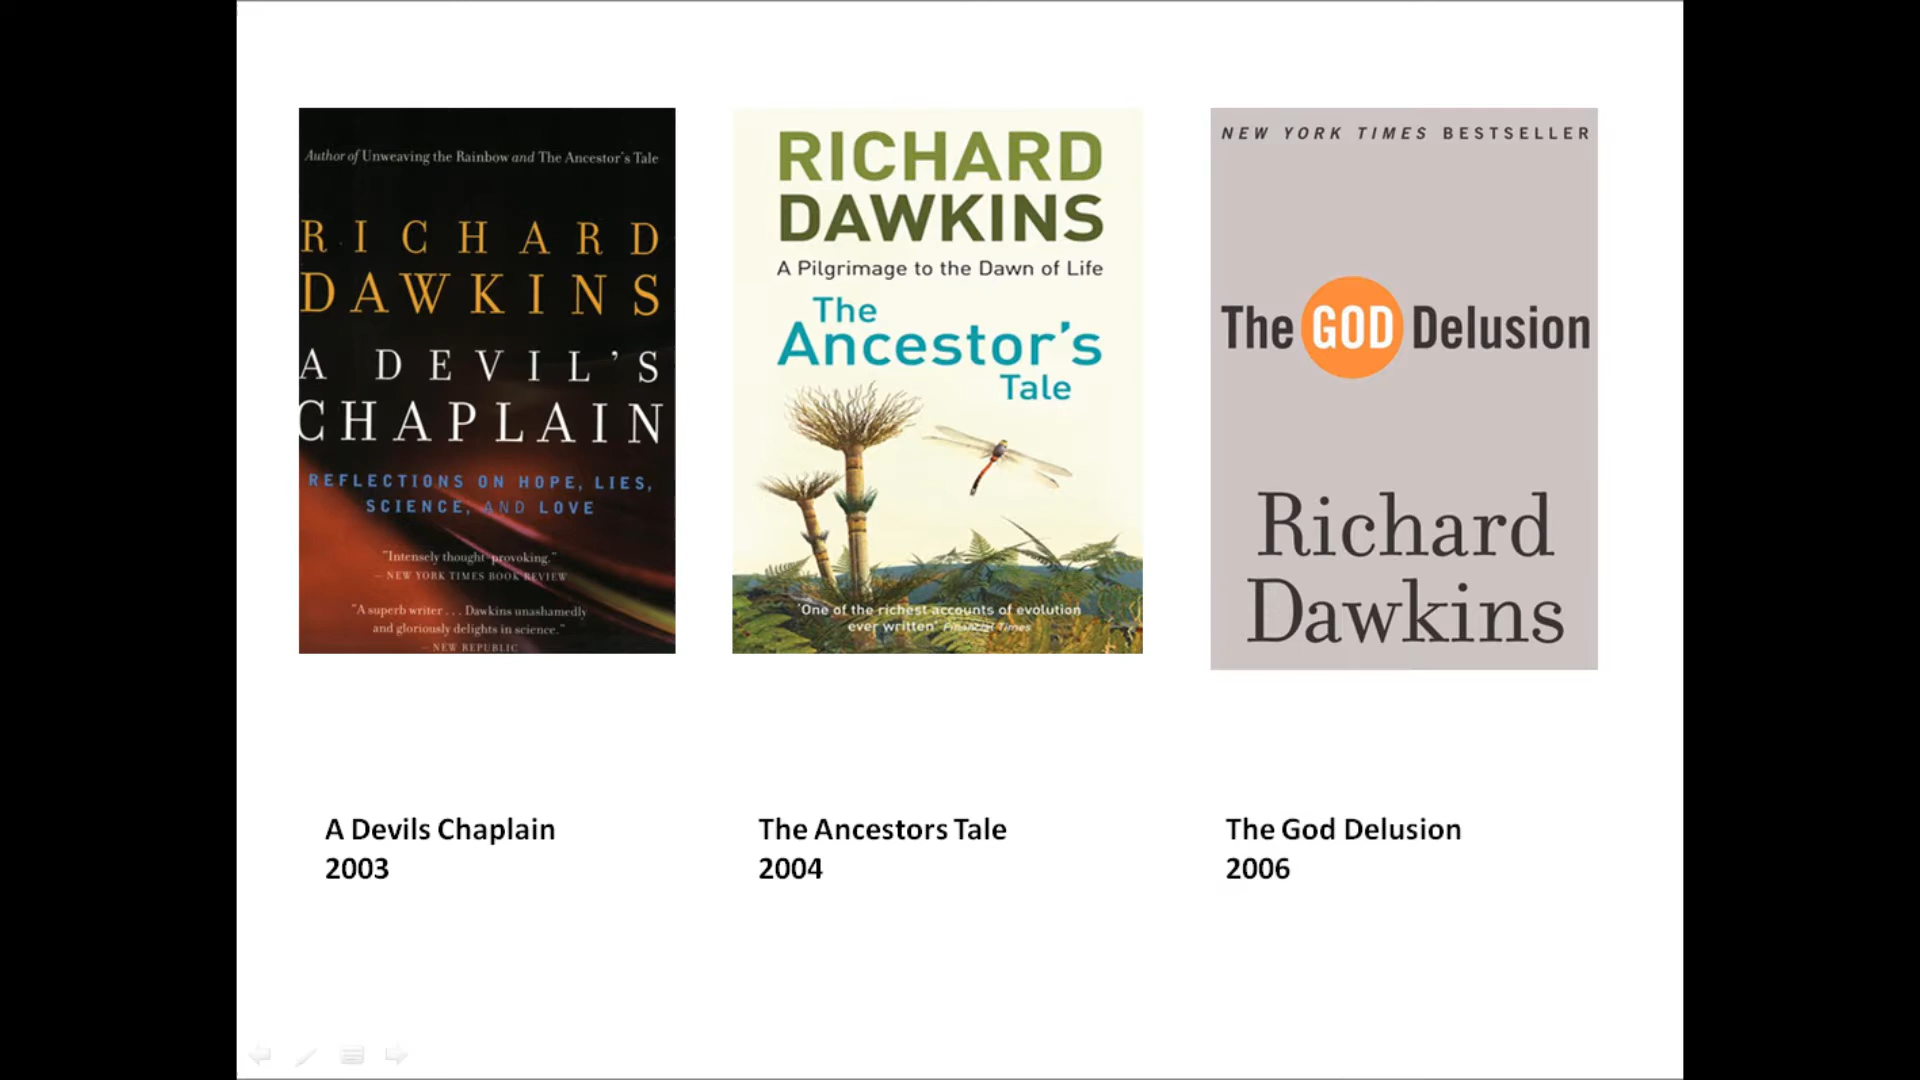 Author of Unweaving the Rainbow and The Ancestor's Tale
RICHARD
DAWKINS
A DEVIL'S
CHAPLAIN
REFLECTIONS ON HOPE, LIES,
SCIENCE, AND LOVE
"Intensely thought-provoking."
— NEW YORK TIMES BOOK REVIEW
"A superb writer . . . Dawkins unashamedly
and gloriously delights in science."
— NEW REPUBLIC
RICHARD
DAWKINS
A Pilgrimage to the Dawn of Life
The
Ancestor's
Tale
'One of the richest accounts of evolution
ever written' Financial Times
NEW YORK TIMES BESTSELLER
The GOD Delusion
Richard
Dawkins
A Devils Chaplain
2003
The Ancestors Tale
2004
The God Delusion
2006